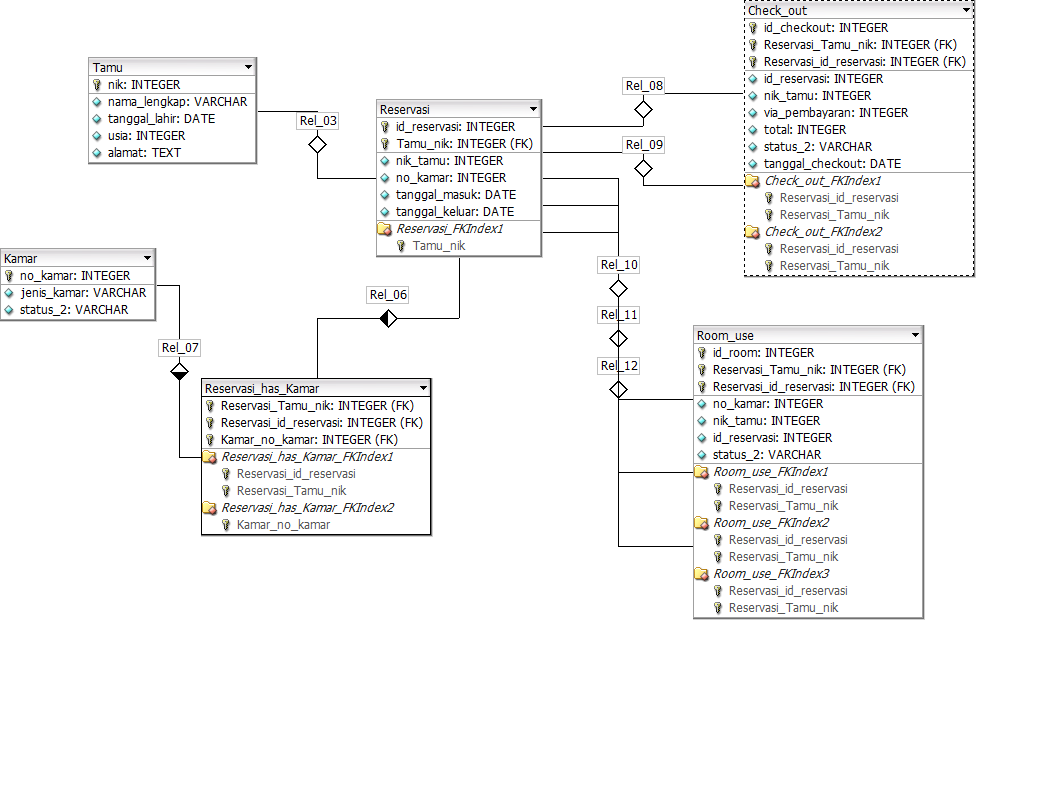 Tamu
nik: INTEGER
nama_lengkap: VARCHAR
tanggal_lahir: DATE
usia: INTEGER
alamat: TEXT
Rel_03
Reservasi
id_reservasi: INTEGER
Tamu_nik: INTEGER (FK)
nik_tamu: INTEGER
no_kamar: INTEGER
tanggal_masuk: DATE
tanggal_keluar: DATE
Reservasi_FKIndex1
Tamu_nik
Rel_08
Rel_09
Check_out
id_checkout: INTEGER
Reservasi_Tamu_nik: INTEGER (FK)
Reservasi_id_reservasi: INTEGER (FK)
id_reservasi: INTEGER
nik_tamu: INTEGER
via_pembayaran: INTEGER
total: INTEGER
status_2: VARCHAR
tanggal_checkout: DATE
Check_out_FKIndex1
Reservasi_id_reservasi
Reservasi_Tamu_nik
Check_out_FKIndex2
Reservasi_id_reservasi
Reservasi_Tamu_nik
Kamar
no_kamar: INTEGER
jenis_kamar: VARCHAR
status_2: VARCHAR
Rel_07
Rel_06
Rel_10
Rel_11
Rel_12
Reservasi_has_Kamar
Reservasi_Tamu_nik: INTEGER (FK)
Reservasi_id_reservasi: INTEGER (FK)
Kamar_no_kamar: INTEGER (FK)
Reservasi_has_Kamar_FKIndex1
Reservasi_id_reservasi
Reservasi_Tamu_nik
Reservasi_has_Kamar_FKIndex2
Kamar_no_kamar
Room_use
id_room: INTEGER
Reservasi_Tamu_nik: INTEGER (FK)
Reservasi_id_reservasi: INTEGER (FK)
no_kamar: INTEGER
nik_tamu: INTEGER
id_reservasi: INTEGER
status_2: VARCHAR
Room_use_FKIndex1
Reservasi_id_reservasi
Reservasi_Tamu_nik
Room_use_FKIndex2
Reservasi_id_reservasi
Reservasi_Tamu_nik
Room_use_FKIndex3
Reservasi_id_reservasi
Reservasi_Tamu_nik